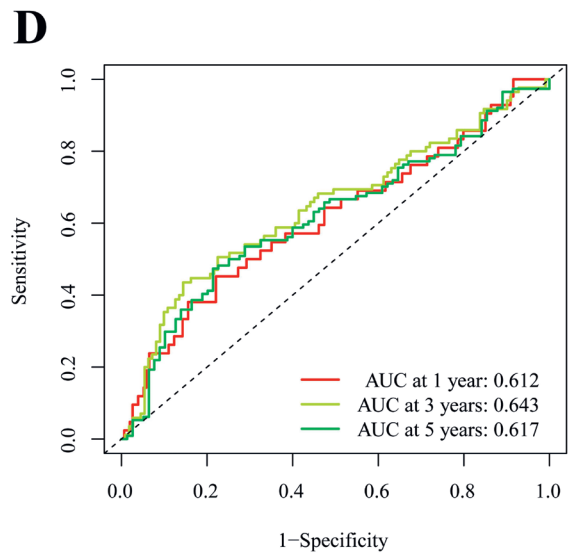 D
Sensitivity
1.0
0.8
0.6
0.4
0.2
0.0
AUC at 1 year: 0.612
AUC at 3 years: 0.643
AUC at 5 years: 0.617
0.0 0.2 0.4 0.6 0.8 1.0
1−Specificity